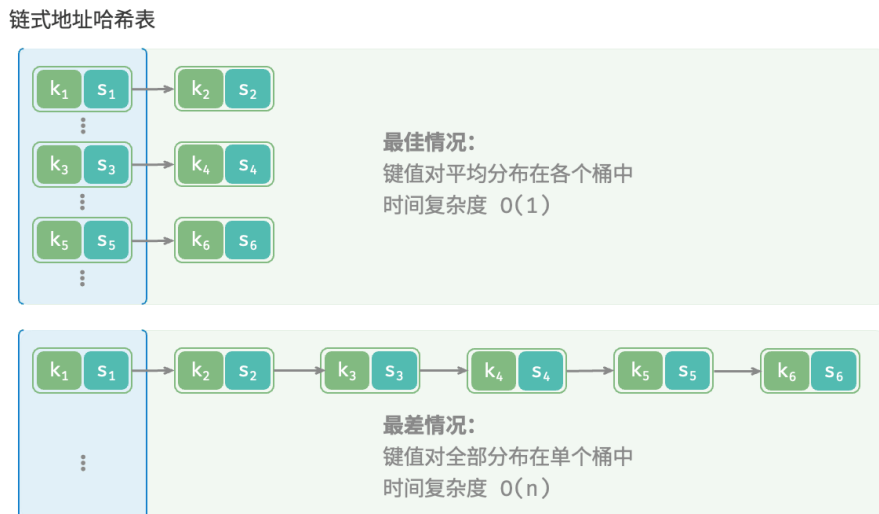 链式地址哈希表
k₁ s₁ k₂ s₂
k₃ s₃ k₄ s₄
最佳情况：
键值对平均分布在各个桶中
时间复杂度 O(1)
k₅ s₅ k₆ s₆
k₁ s₁ k₂ s₂ k₃ s₃ k₄ s₄ k₅ s₅ k₆ s₆
最差情况：
键值对全部分布在单个桶中
时间复杂度 O(n)